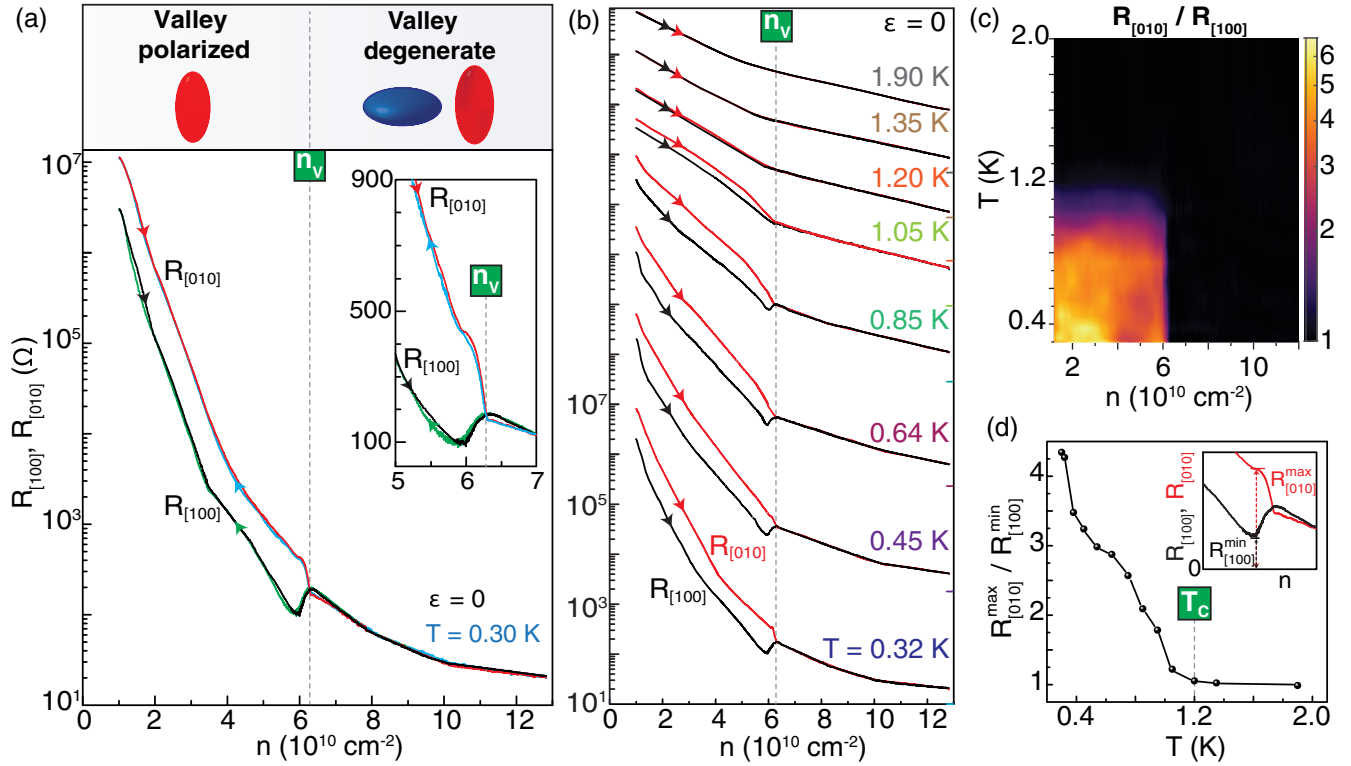 (a)
Valley
polarized
Valley
degenerate
n_V
10^7
10^5
10^3
10^1
R_[100], R_[010] (Ω)
R_[010]
R_[100]
R_[100]
ε = 0
T = 0.30 K
0 2 4 6 8 10 12
n (10^10 cm^-2)
900
500
100
R_[010]
n_V
R_[100]
5 6 7
(b)
n_V
ε = 0
1.90 K
1.35 K
1.20 K
1.05 K
0.85 K
0.64 K
0.45 K
T = 0.32 K
10^7
10^5
10^3
10^1
R_[010]
R_[100]
0 2 4 6 8 10 12
n (10^10 cm^-2)
(c)
R_[010] / R_[100]
2.0
1.2
0.4
T (K)
2 6 10
n (10^10 cm^-2)
6
5
4
3
2
1
(d)
4
3
2
1
R^max_[010] / R^min_[100]
T_C
0.4 1.2 2.0
T (K)
R_[100], R_[010]
R^max_[010]
R^min_[100]
0
n